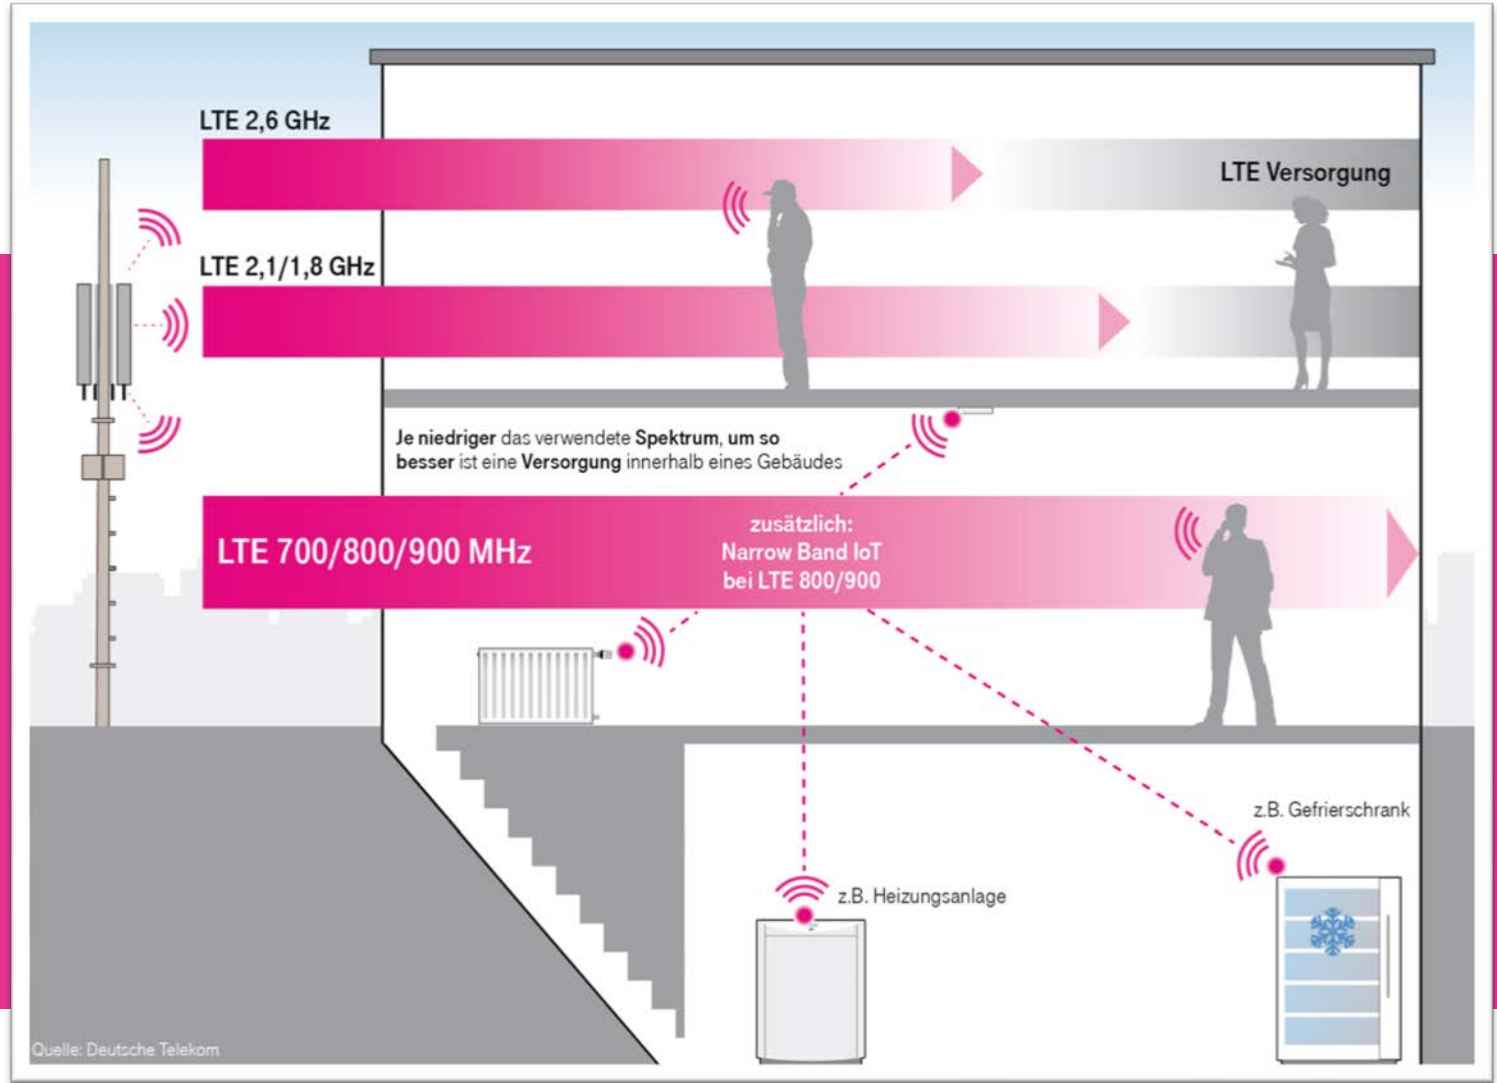 LTE 2,6 GHz
LTE Versorgung
LTE 2,1/1,8 GHz
Je niedriger das verwendete Spektrum, um so
besser ist eine Versorgung innerhalb eines Gebäudes
LTE 700/800/900 MHz
zusätzlich:
Narrow Band IoT
bei LTE 800/900
z.B. Gefrierschrank
z.B. Heizungsanlage
Quelle: Deutsche Telekom